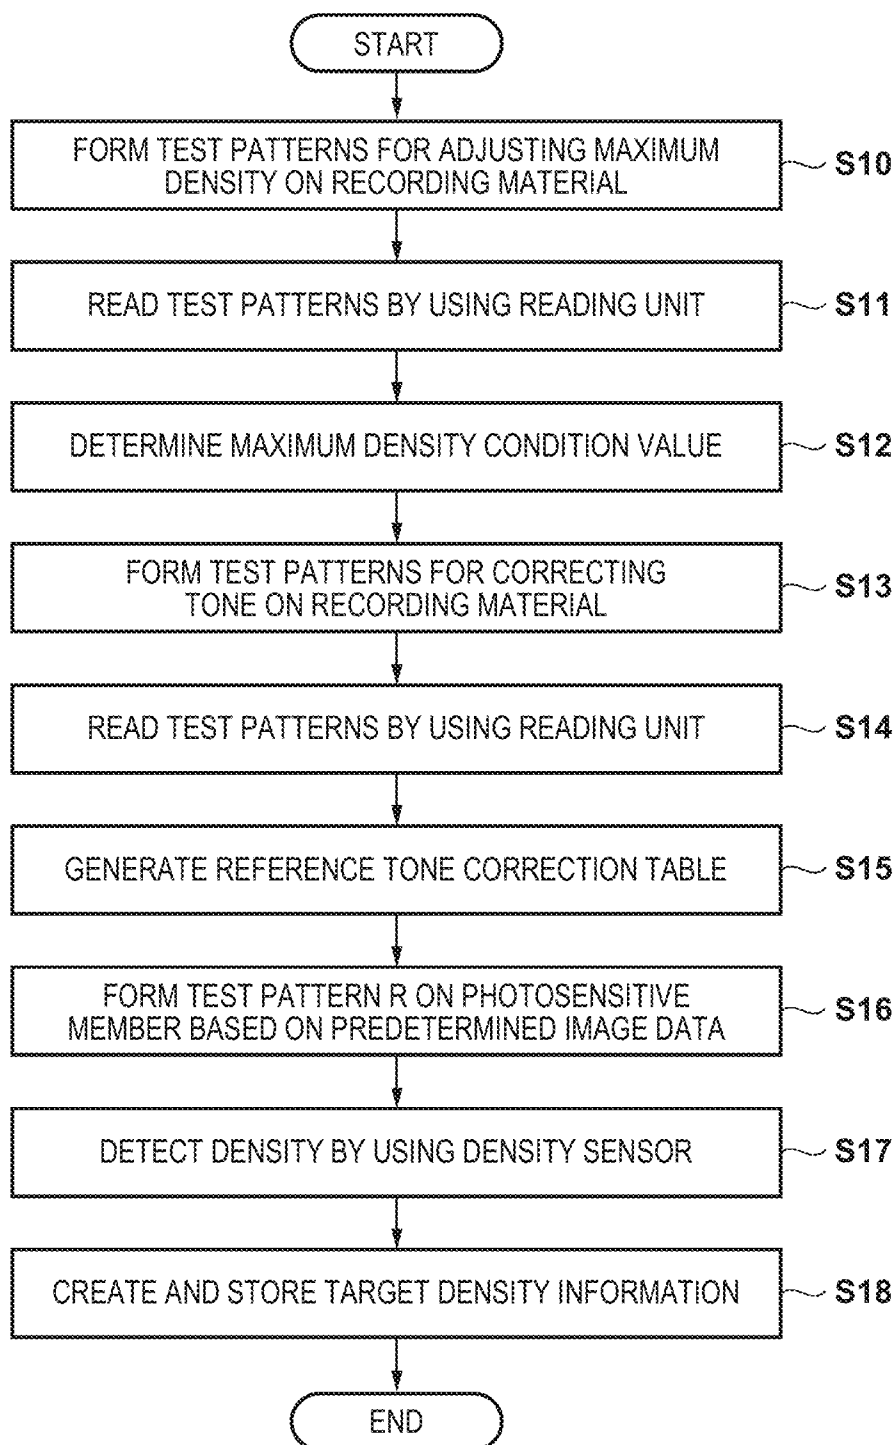 START
FORM TEST PATTERNS FOR ADJUSTING MAXIMUM
DENSITY ON RECORDING MATERIAL
S10
READ TEST PATTERNS BY USING READING UNIT
S11
DETERMINE MAXIMUM DENSITY CONDITION VALUE
S12
FORM TEST PATTERNS FOR CORRECTING
TONE ON RECORDING MATERIAL
S13
READ TEST PATTERNS BY USING READING UNIT
S14
GENERATE REFERENCE TONE CORRECTION TABLE
S15
FORM TEST PATTERN R ON PHOTOSENSITIVE
MEMBER BASED ON PREDETERMINED IMAGE DATA
S16
DETECT DENSITY BY USING DENSITY SENSOR
S17
CREATE AND STORE TARGET DENSITY INFORMATION
S18
END